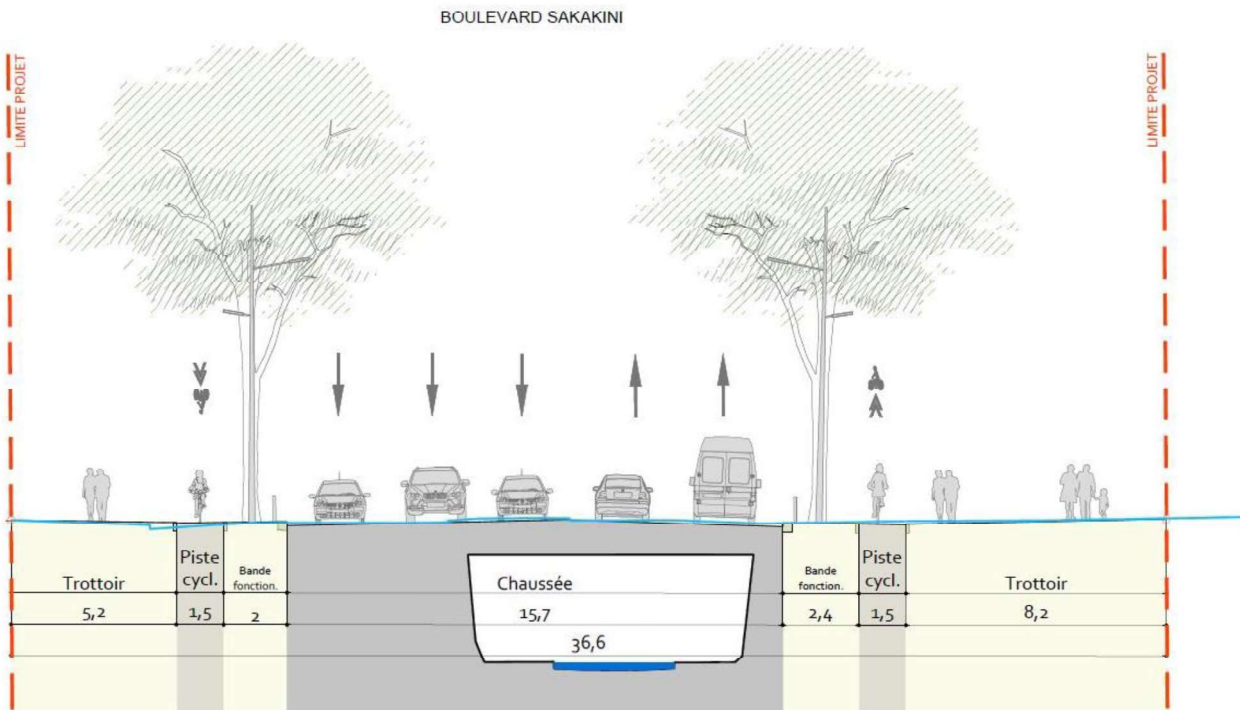 BOULEVARD SAKAKINI
LIMITE PROJET
LIMITE PROJET
Trottoir
Piste
cycl.
Bande
fonction.
Chaussée
Bande
fonction.
Piste
cycl.
Trottoir
5,2
1,5
2
15,7
2,4
1,5
8,2
36,6